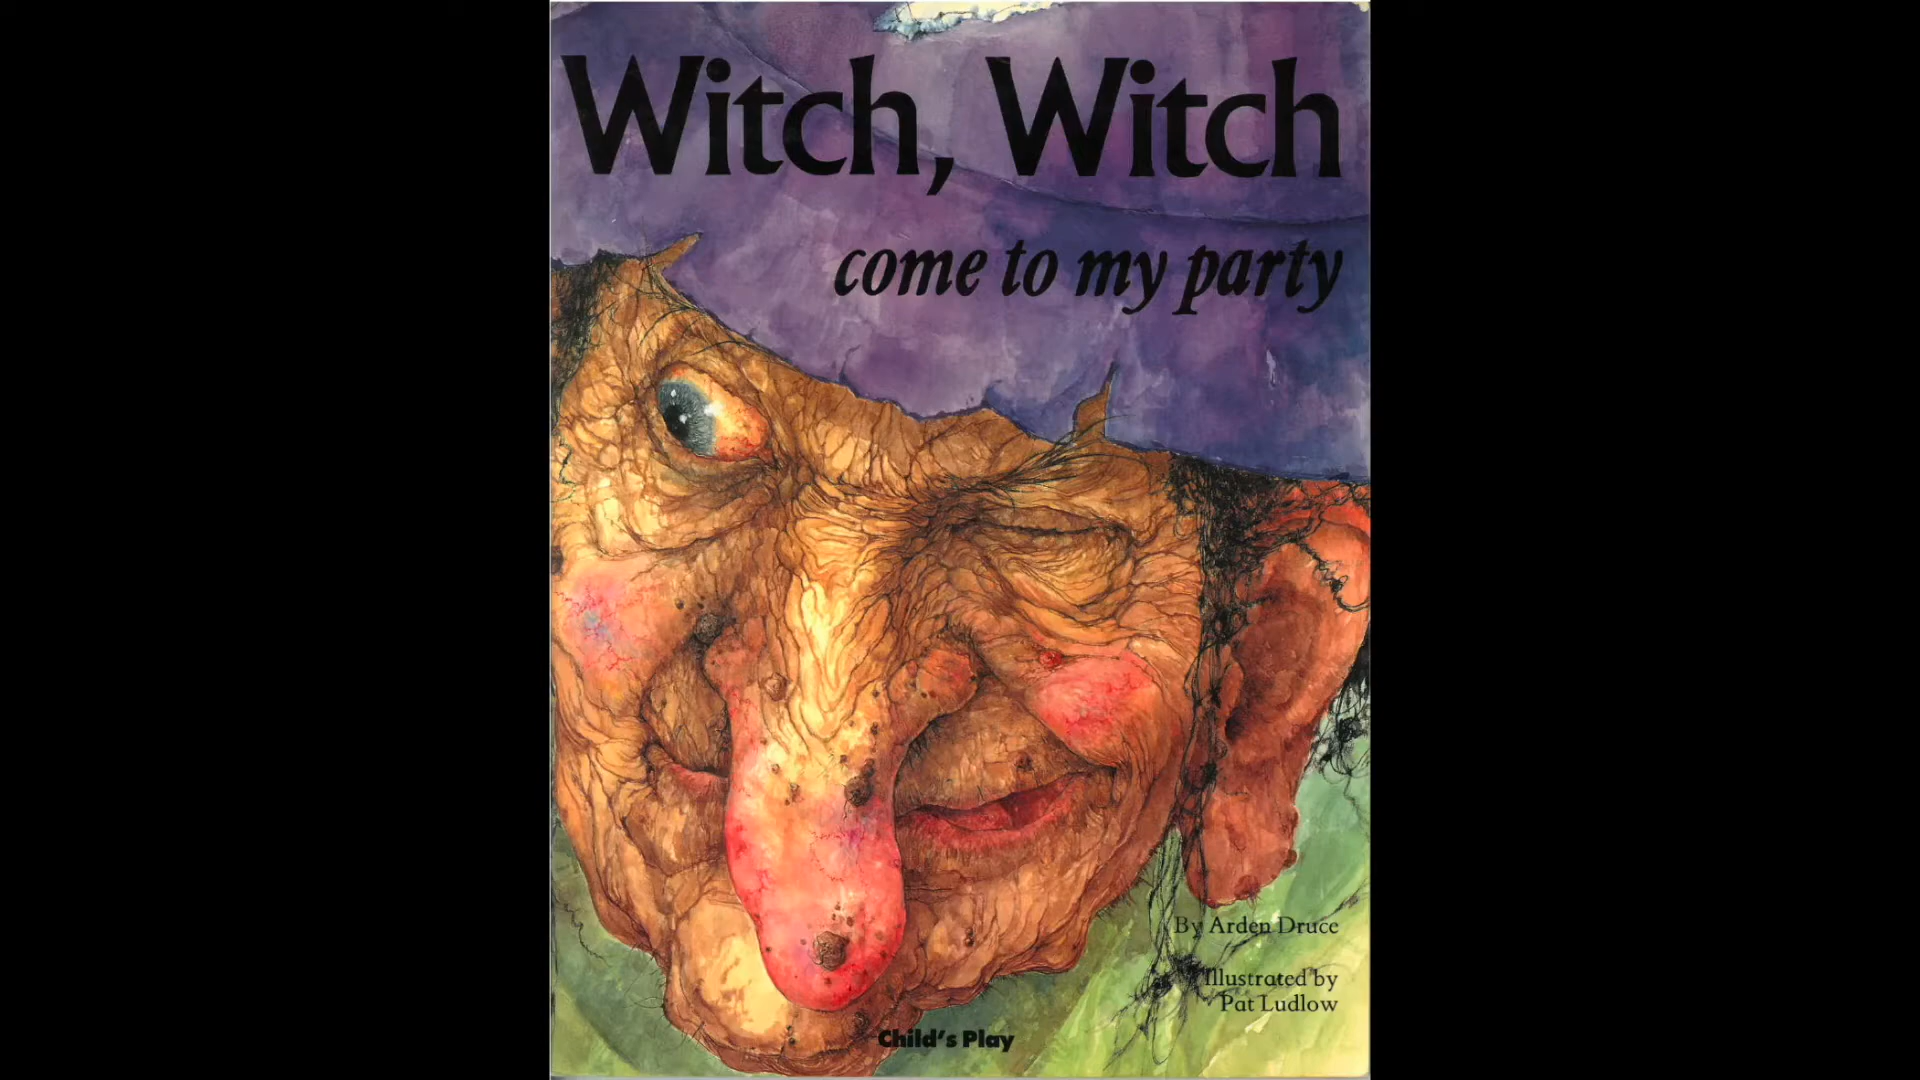 Witch, Witch
come to my party
By Arden Druce
Illustrated by
Pat Ludlow
Child's Play